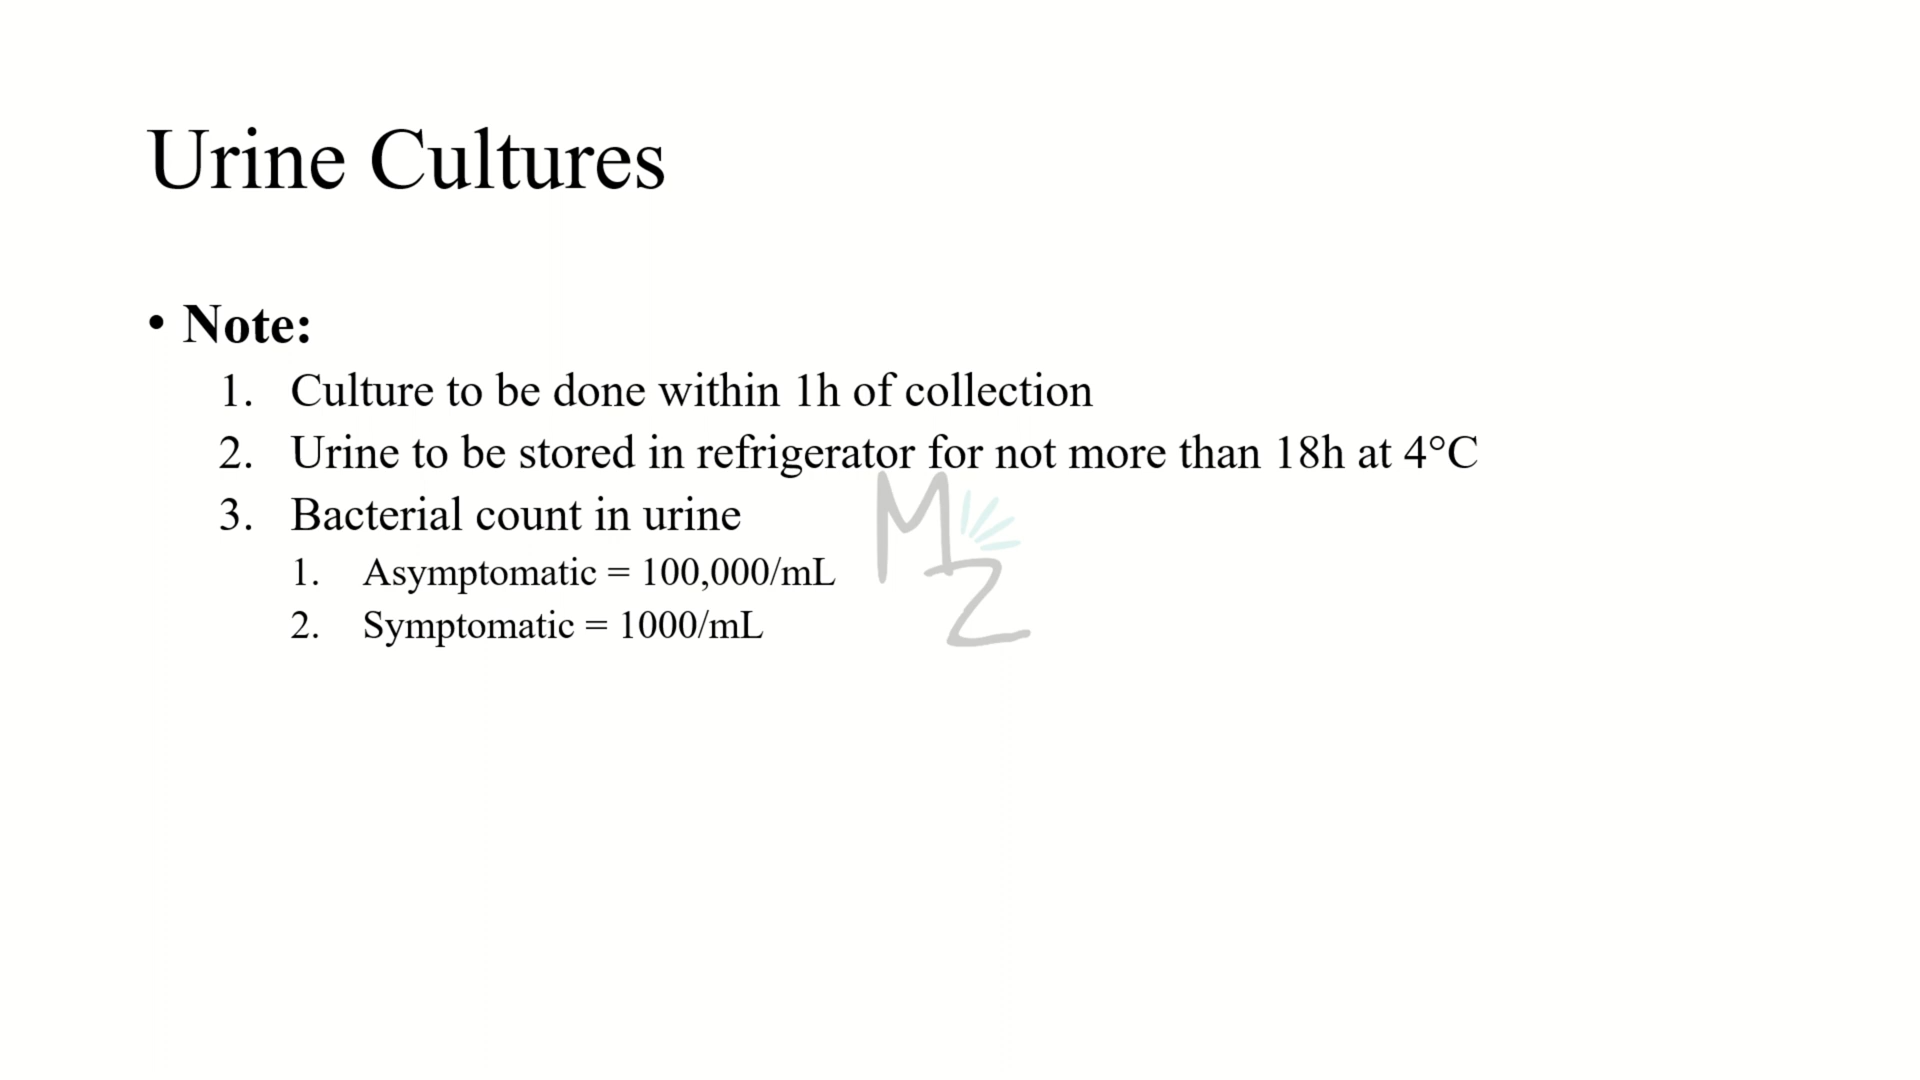 Urine Cultures
• Note:
1. Culture to be done within 1h of collection
2. Urine to be stored in refrigerator for not more than 18h at 4°C
3. Bacterial count in urine
1. Asymptomatic = 100,000/mL
2. Symptomatic = 1000/mL
MZ